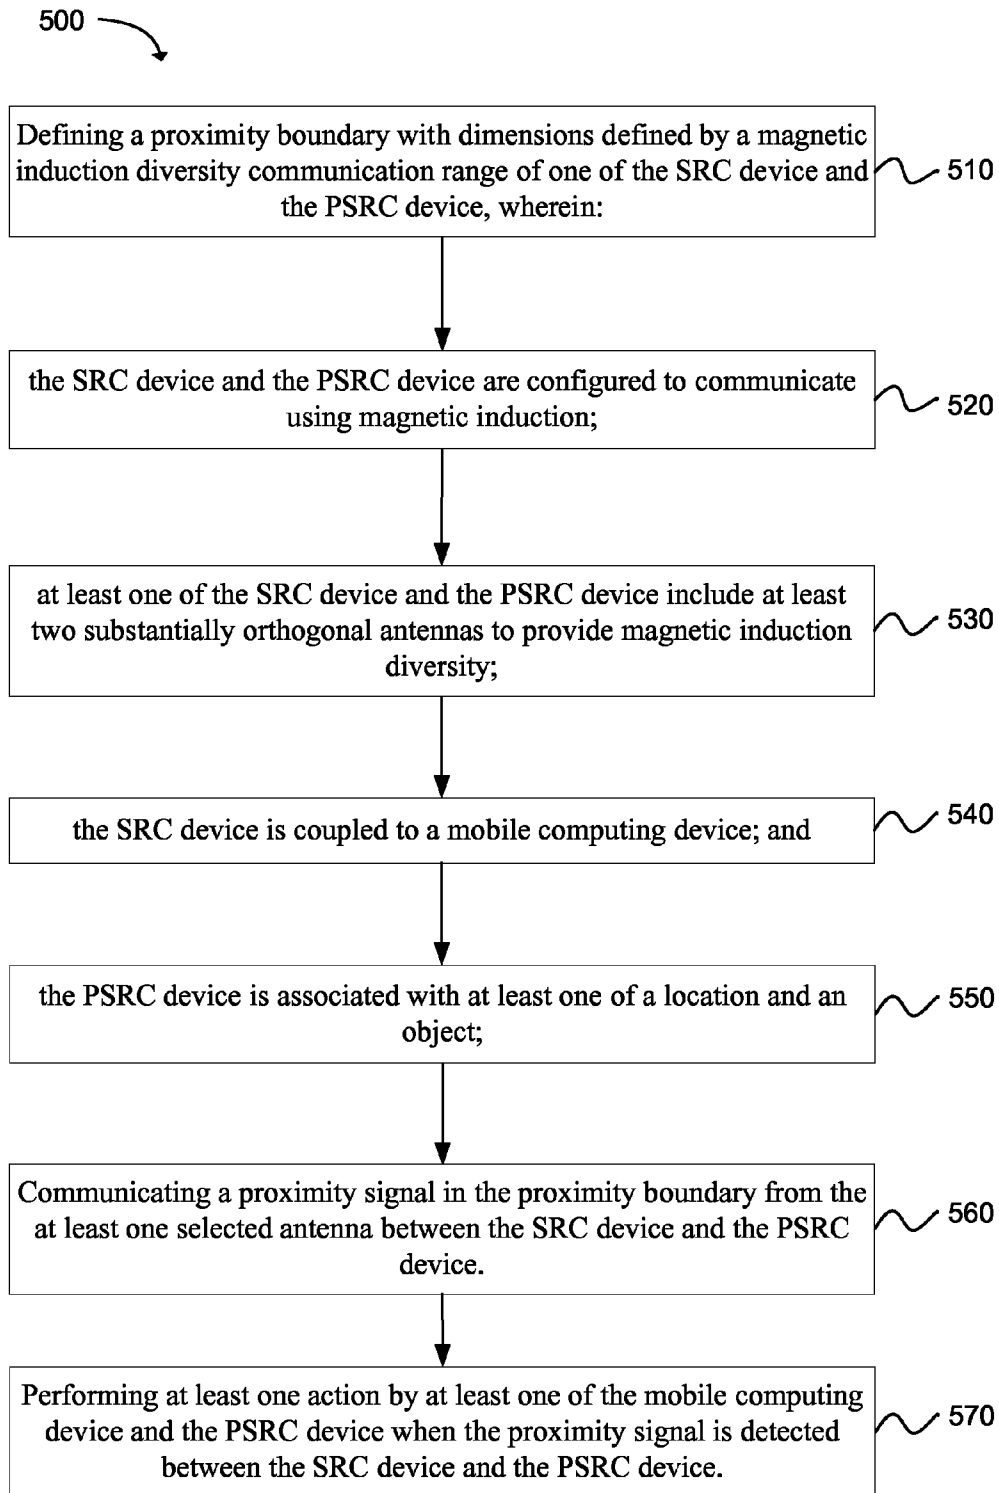 500
Defining a proximity boundary with dimensions defined by a magnetic
induction diversity communication range of one of the SRC device and
the PSRC device, wherein:
510
the SRC device and the PSRC device are configured to communicate
using magnetic induction;
520
at least one of the SRC device and the PSRC device include at least
two substantially orthogonal antennas to provide magnetic induction
diversity;
530
the SRC device is coupled to a mobile computing device; and
540
the PSRC device is associated with at least one of a location and an
object;
550
Communicating a proximity signal in the proximity boundary from the
at least one selected antenna between the SRC device and the PSRC
device.
560
Performing at least one action by at least one of the mobile computing
device and the PSRC device when the proximity signal is detected
between the SRC device and the PSRC device.
570